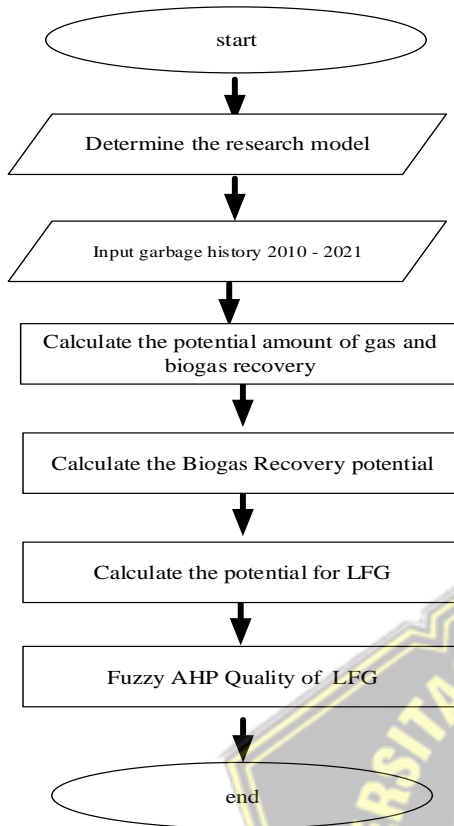 start
Determine the research model
Input garbage history 2010 - 2021
Calculate the potential amount of gas and
biogas recovery
Calculate the Biogas Recovery potential
Calculate the potential for LFG
Fuzzy AHP Quality of LFG
end